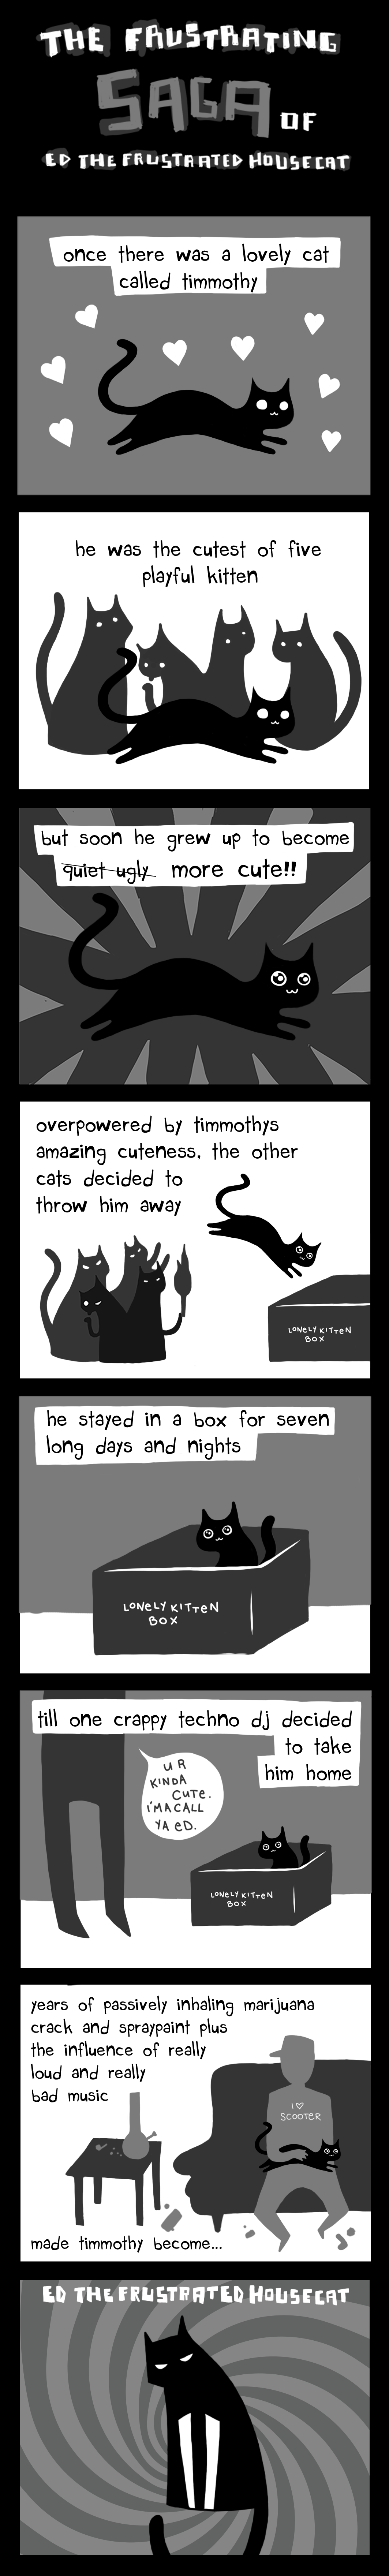 THE FRUSTRATING
SAGA OF
ED THE FRUSTRATED HOUSECAT
once there was a lovely cat
called timmothy
he was the cutest of five
playful kitten
but soon he grew up to become
quiet ugly more cute!!
overpowered by timmothys
amazing cuteness. the other
cats decided to
throw him away
LONELY KITTEN
BOX
he stayed in a box for seven
long days and nights
LONELY KITTEN
BOX
till one crappy techno dj decided
to take
him home
U R
KINDA
CUTE.
I'MA CALL
YA ED.
LONELY KITTEN
BOX
years of passively inhaling marijuana
crack and spraypaint plus
the influence of really
loud and really
bad music
I ♡
SCOOTER
made timmothy become...
ED THE FRUSTRATED HOUSECAT